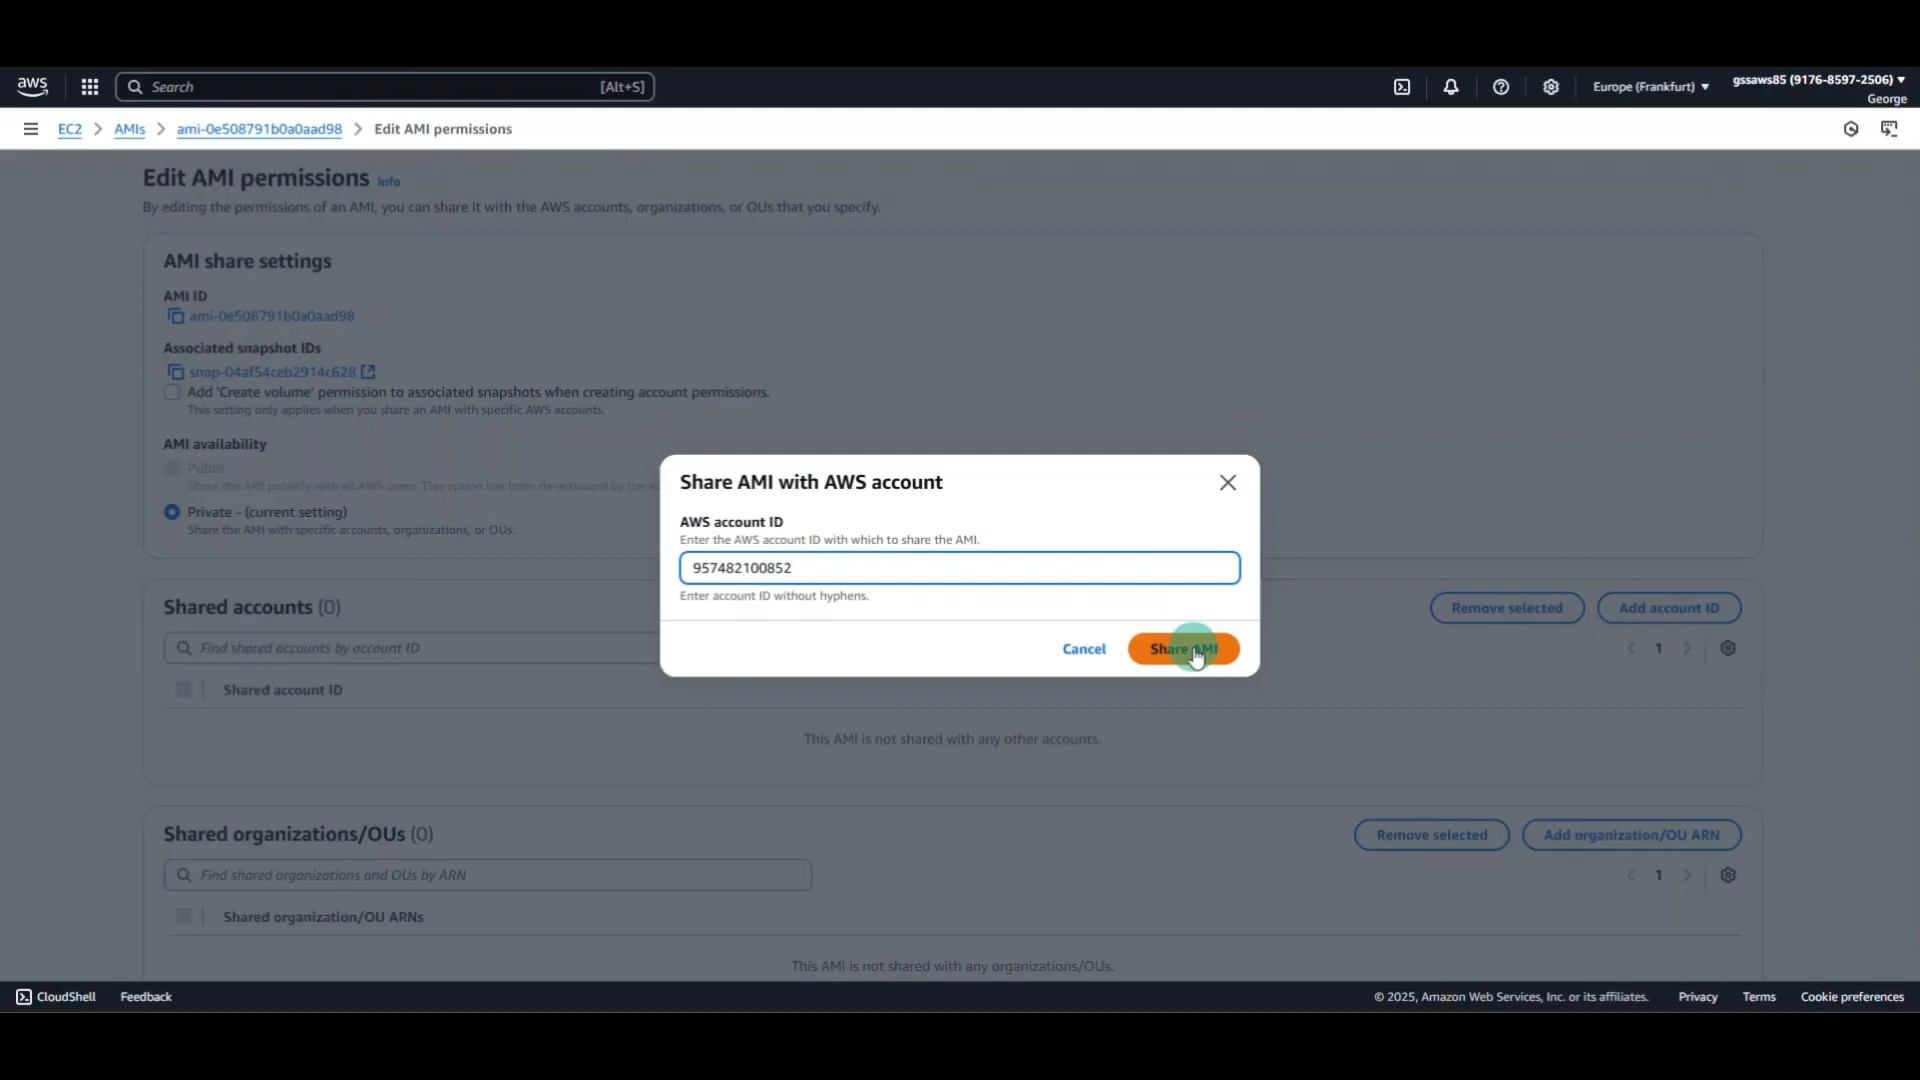 aws
Search [Alt+S]
Europe (Frankfurt)
gssaws85 (9176-8597-2506)
George
EC2 > AMIs > ami-0e508791b0a0aad98 > Edit AMI permissions
Edit AMI permissions Info
By editing the permissions of an AMI, you can share it with the AWS accounts, organizations, or OUs that you specify.
AMI share settings
AMI ID
ami-0e508791b0a0aad98
Associated snapshot IDs
snap-04af54ceb2914c628
Add 'Create volume' permission to associated snapshots when creating account permissions.
This setting only applies when you share an AMI with specific AWS accounts.
AMI availability
Public
Share the AMI publicly with all AWS users. This option has been de-activated by the
Private - (current setting)
Share the AMI with specific accounts, organizations, or OUs.
Share AMI with AWS account
AWS account ID
Enter the AWS account ID with which to share the AMI.
957482100852
Enter account ID without hyphens.
Cancel
Share AMI
Shared accounts (0)
Remove selected
Add account ID
Find shared accounts by account ID
1
Shared account ID
This AMI is not shared with any other accounts.
Shared organizations/OUs (0)
Remove selected
Add organization/OU ARN
Find shared organizations and OUs by ARN
1
Shared organization/OU ARNs
This AMI is not shared with any organizations/OUs.
CloudShell
Feedback
© 2025, Amazon Web Services, Inc. or its affiliates.
Privacy
Terms
Cookie preferences